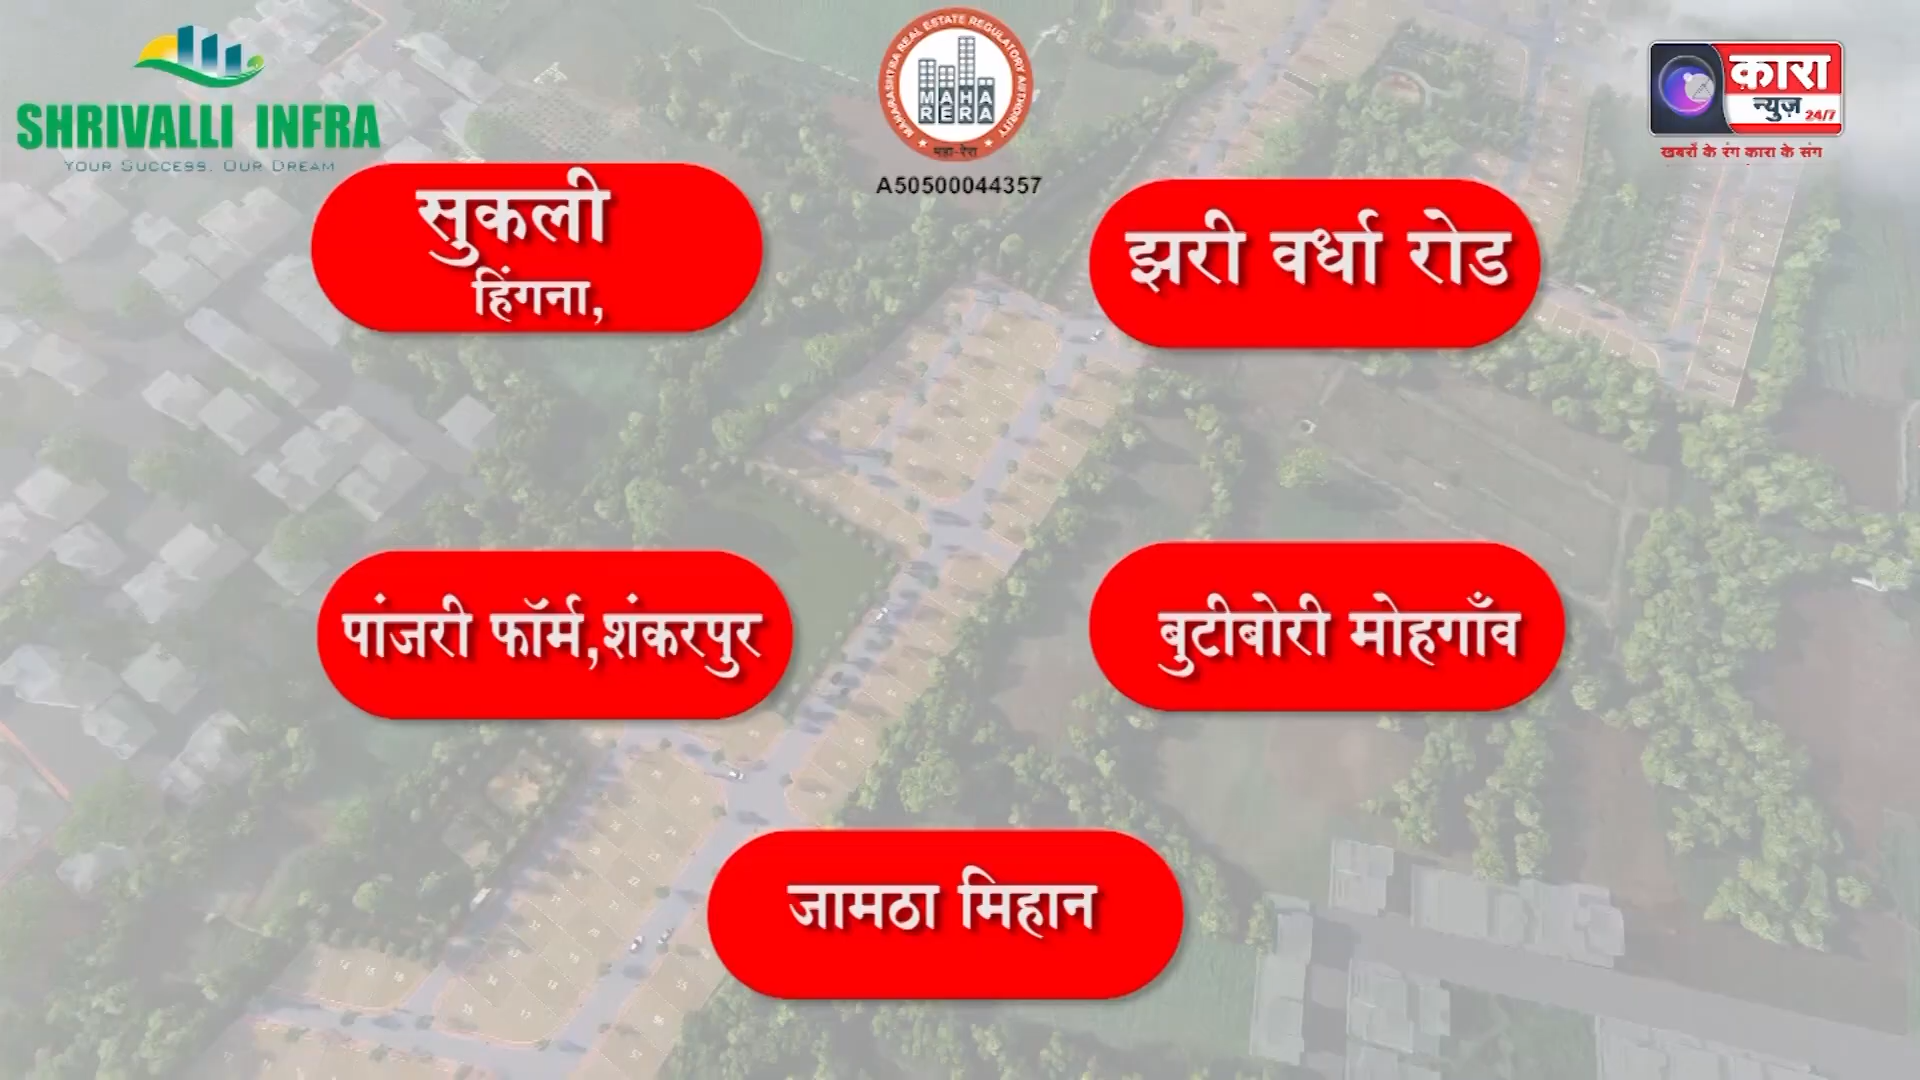 SHRIVALLI INFRA
YOUR SUCCESS, OUR DREAM
MAHARASHTRA REAL ESTATE REGULATORY AUTHORITY
MAHA
RERA
महा-रेरा
A50500044357
कारा
न्युज़ 24/7
खबरों के रंग कारा के संग
सुकली
हिंगना,
झरी वर्धा रोड
पांजरी फॉर्म,शंकरपुर
बुटीबोरी मोहगाँव
जामठा मिहान